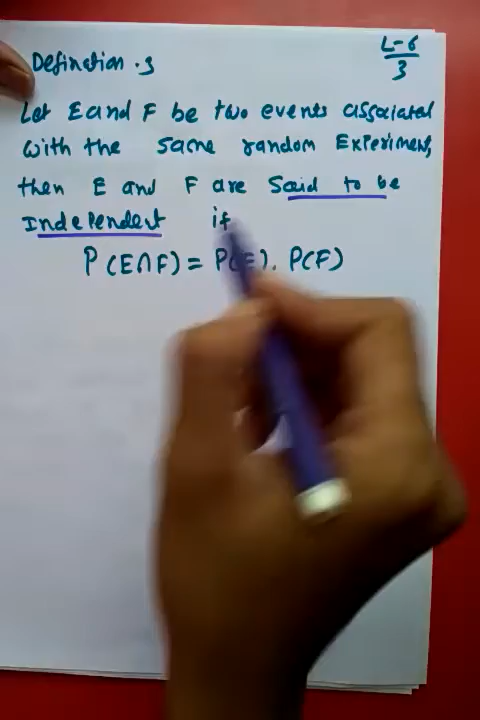 Defination .3
L-6
3
Let E and F be two events associated
with the same random Experiment,
then E and F are Said to be
Independent if
P(E∩F) = P(E). P(F)